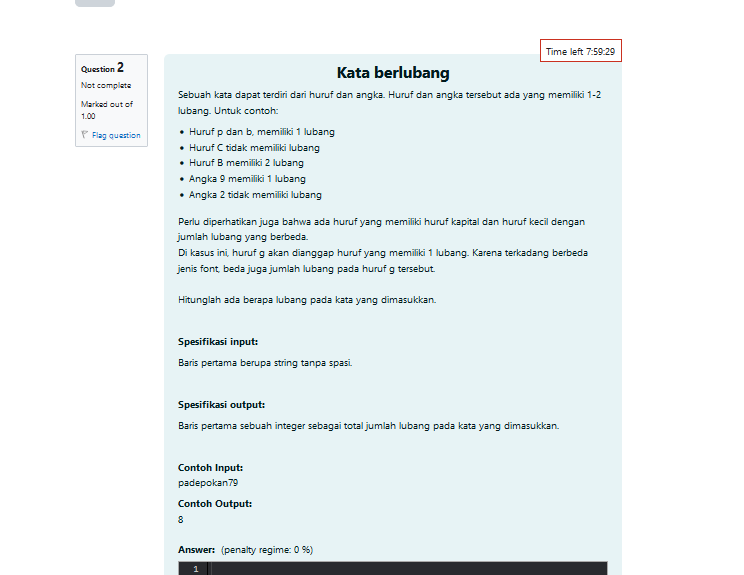 Time left 7:59:29
Question 2
Not complete
Marked out of
1.00
Flag question
Kata berlubang
Sebuah kata dapat terdiri dari huruf dan angka. Huruf dan angka tersebut ada yang memiliki 1-2
lubang. Untuk contoh:
• Huruf p dan b, memiliki 1 lubang
• Huruf C tidak memiliki lubang
• Huruf B memiliki 2 lubang
• Angka 9 memiliki 1 lubang
• Angka 2 tidak memiliki lubang
Perlu diperhatikan juga bahwa ada huruf yang memiliki huruf kapital dan huruf kecil dengan
jumlah lubang yang berbeda.
Di kasus ini, huruf g akan dianggap huruf yang memiliki 1 lubang. Karena terkadang berbeda
jenis font, beda juga jumlah lubang pada huruf g tersebut.
Hitunglah ada berapa lubang pada kata yang dimasukkan.
Spesifikasi input:
Baris pertama berupa string tanpa spasi.
Spesifikasi output:
Baris pertama sebuah integer sebagai total jumlah lubang pada kata yang dimasukkan.
Contoh Input:
padepokan79
Contoh Output:
8
Answer: (penalty regime: 0 %)
1